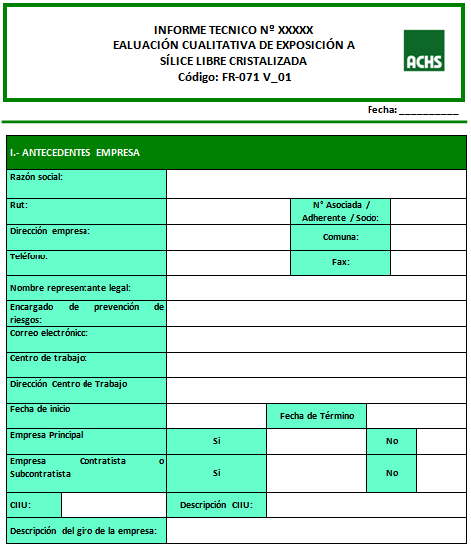 INFORME TECNICO Nº XXXXX
EALUACIÓN CUALITATIVA DE EXPOSICIÓN A
SÍLICE LIBRE CRISTALIZADA
Código: FR-071 V_01
ACHS
Fecha: __________
I.- ANTECEDENTES EMPRESA
Razón social:
Rut:
N° Asociada /
Adherente / Socio:
Dirección empresa:
Comuna:
Teléfono:
Fax:
Nombre representante legal:
Encargado de prevención de
riesgos:
Correo electrónico:
Centro de trabajo:
Dirección Centro de Trabajo
Fecha de inicio
Fecha de Término
Empresa Principal
Si
No
Empresa Contratista o
Subcontratista
Si
No
CIIU:
Descripción CIIU:
Descripción del giro de la empresa: